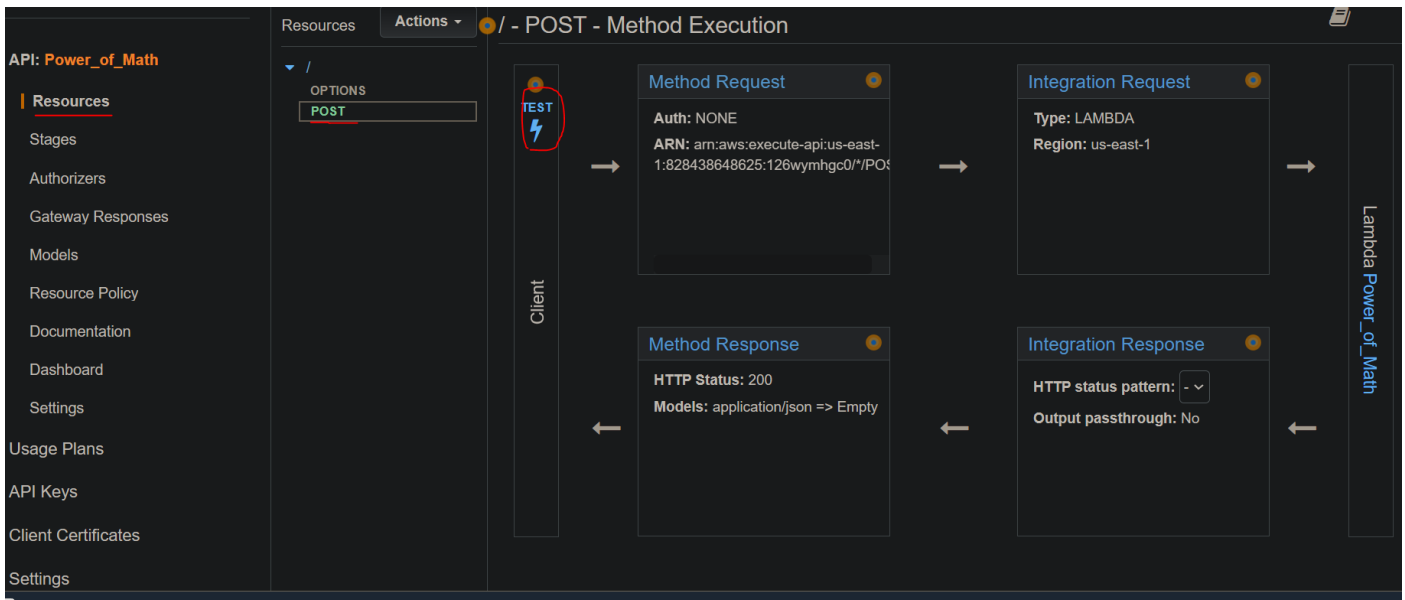 API: Power_of_Math
Resources
Stages
Authorizers
Gateway Responses
Models
Resource Policy
Documentation
Dashboard
Settings
Usage Plans
API Keys
Client Certificates
Settings
Resources
Actions
/
OPTIONS
POST
/ - POST - Method Execution
TEST
Client
Method Request
Auth: NONE
ARN: arn:aws:execute-api:us-east-
1:828438648625:126wymhgc0/*/POS
Integration Request
Type: LAMBDA
Region: us-east-1
Lambda Power_of_Math
Method Response
HTTP Status: 200
Models: application/json => Empty
Integration Response
HTTP status pattern: -
Output passthrough: No